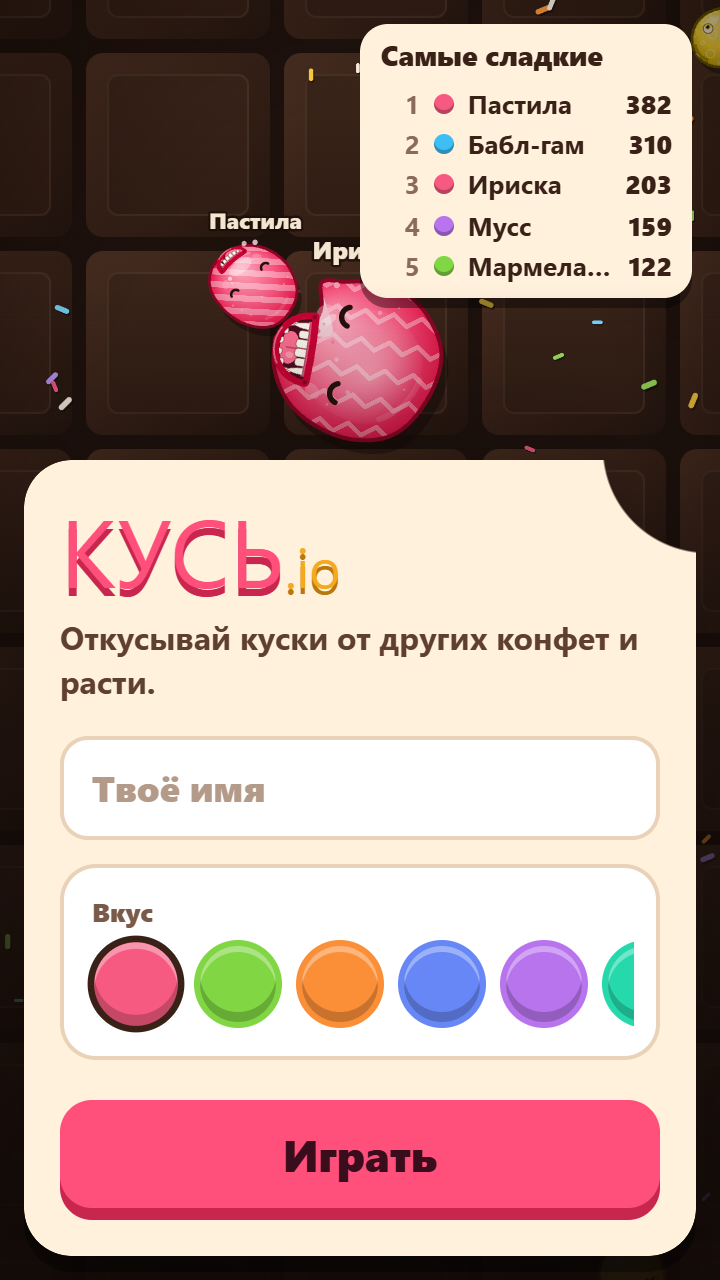 Самые сладкие
1 Пастила 382
2 Бабл-гам 310
3 Ириска 203
4 Мусс 159
5 Мармела... 122
Пастила
Ири
КУСЬ.io
Откусывай куски от других конфет и
расти.
Твоё имя
Вкус
Играть